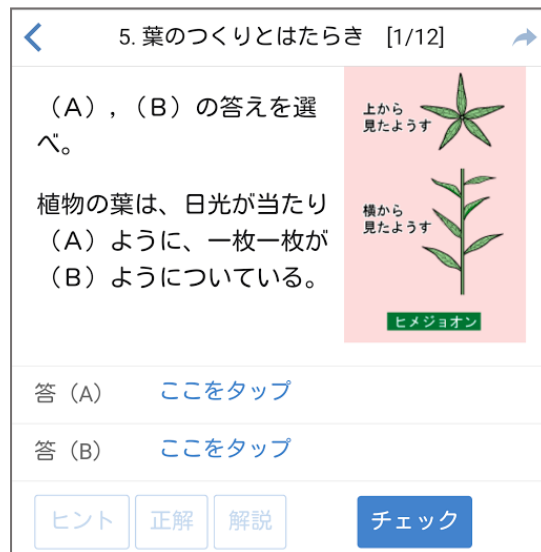 5. 葉のつくりとはたらき [1/12]
（A），（B）の答えを選
べ。
植物の葉は、日光が当たり
（A）ように、一枚一枚が
（B）ようについている。
上から
見たようす
横から
見たようす
ヒメジョオン
答（A） ここをタップ
答（B） ここをタップ
ヒント 正解 解説 チェック